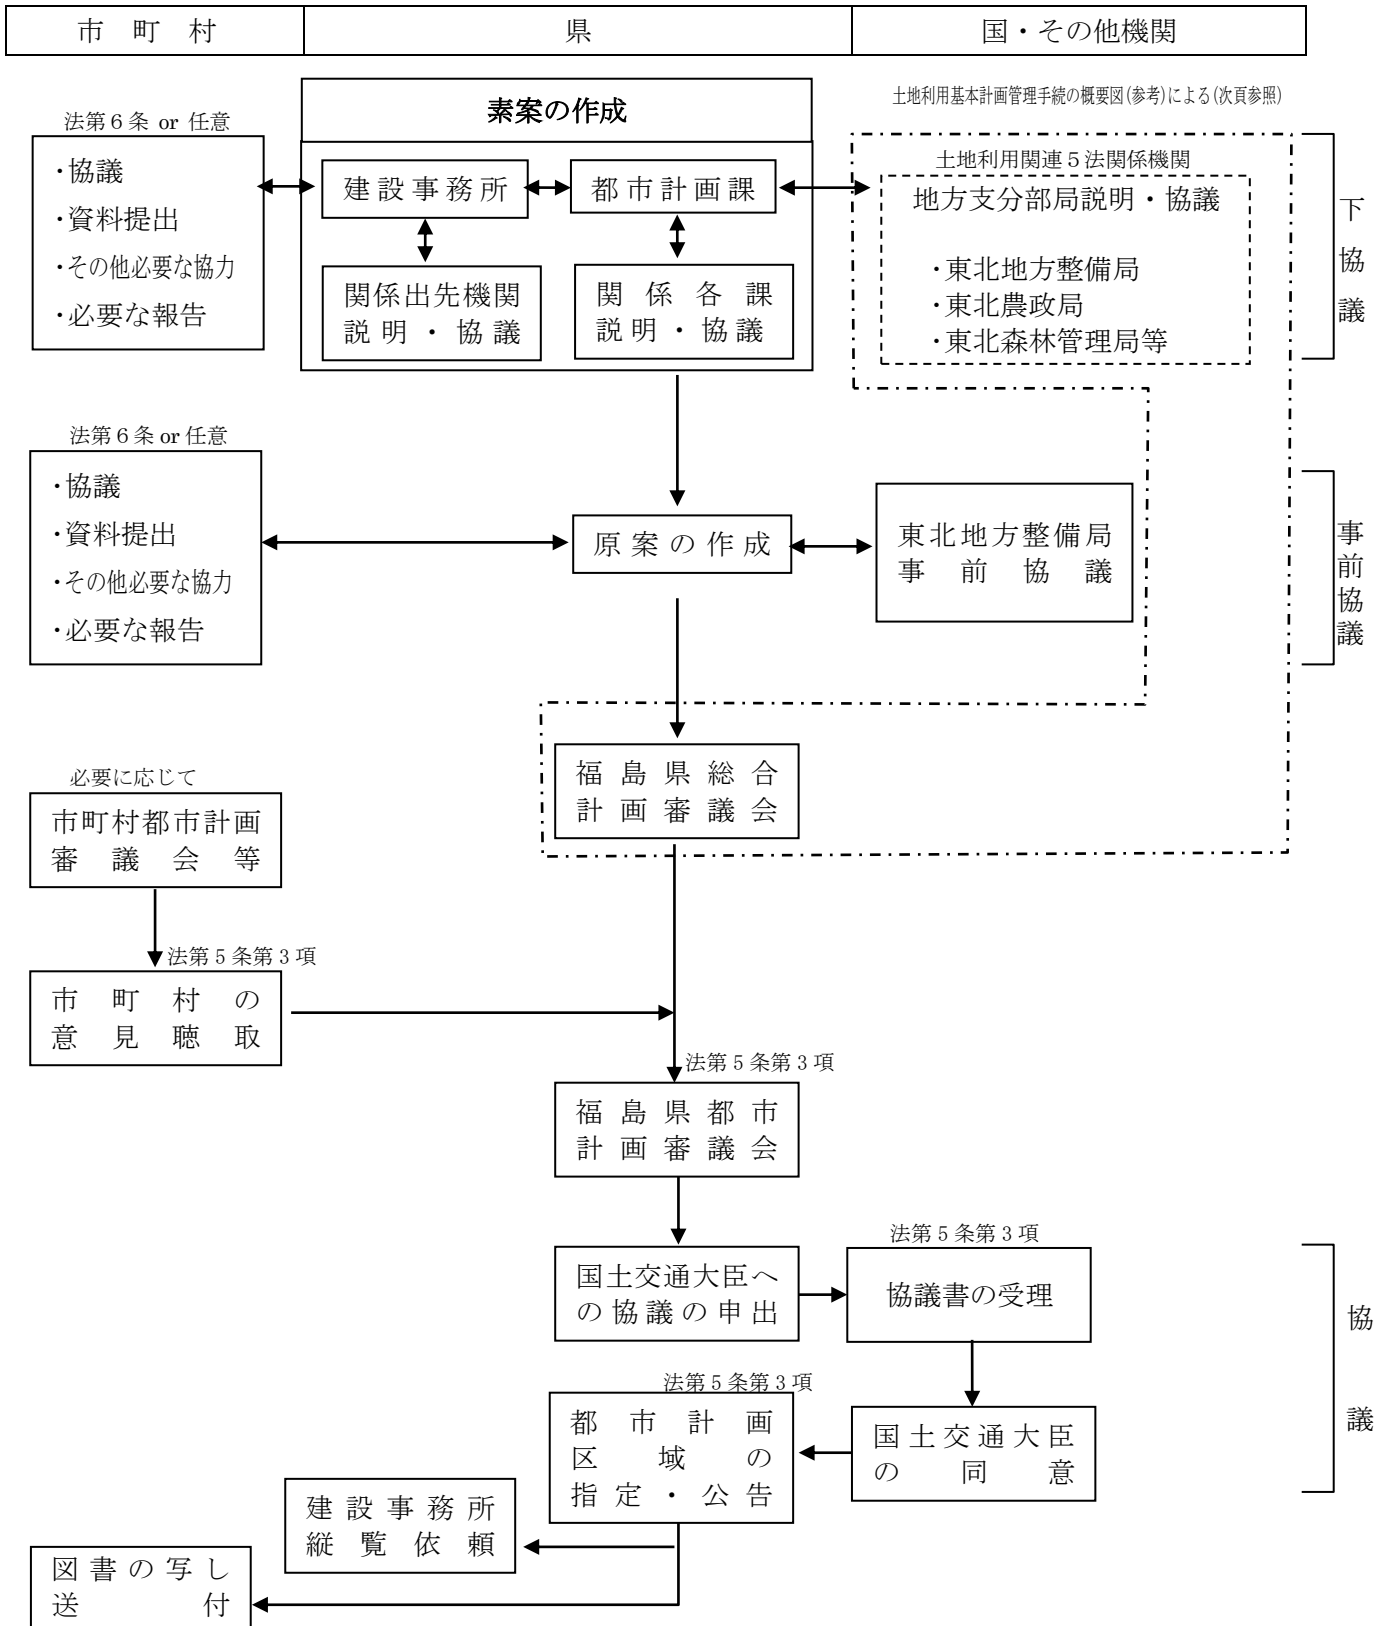 市町村
県
国・その他機関
土地利用基本計画管理手続の概要図(参考)による(次頁参照)
素案の作成
法第6条 or 任意
・協議
・資料提出
・その他必要な協力
・必要な報告
建設事務所
都市計画課
関係出先機関
説明・協議
関係各課
説明・協議
土地利用関連5法関係機関
地方支分部局説明・協議
・東北地方整備局
・東北農政局
・東北森林管理局等
下協議
法第6条 or 任意
・協議
・資料提出
・その他必要な協力
・必要な報告
原案の作成
東北地方整備局
事前協議
事前協議
福島県総合
計画審議会
必要に応じて
市町村都市計画
審議会等
法第5条第3項
市町村の
意見聴取
法第5条第3項
福島県都市
計画審議会
国土交通大臣へ
の協議の申出
法第5条第3項
協議書の受理
協議
法第5条第3項
都市計画
区域の
指定・公告
国土交通大臣
の同意
建設事務所
縦覧依頼
図書の写し
送付